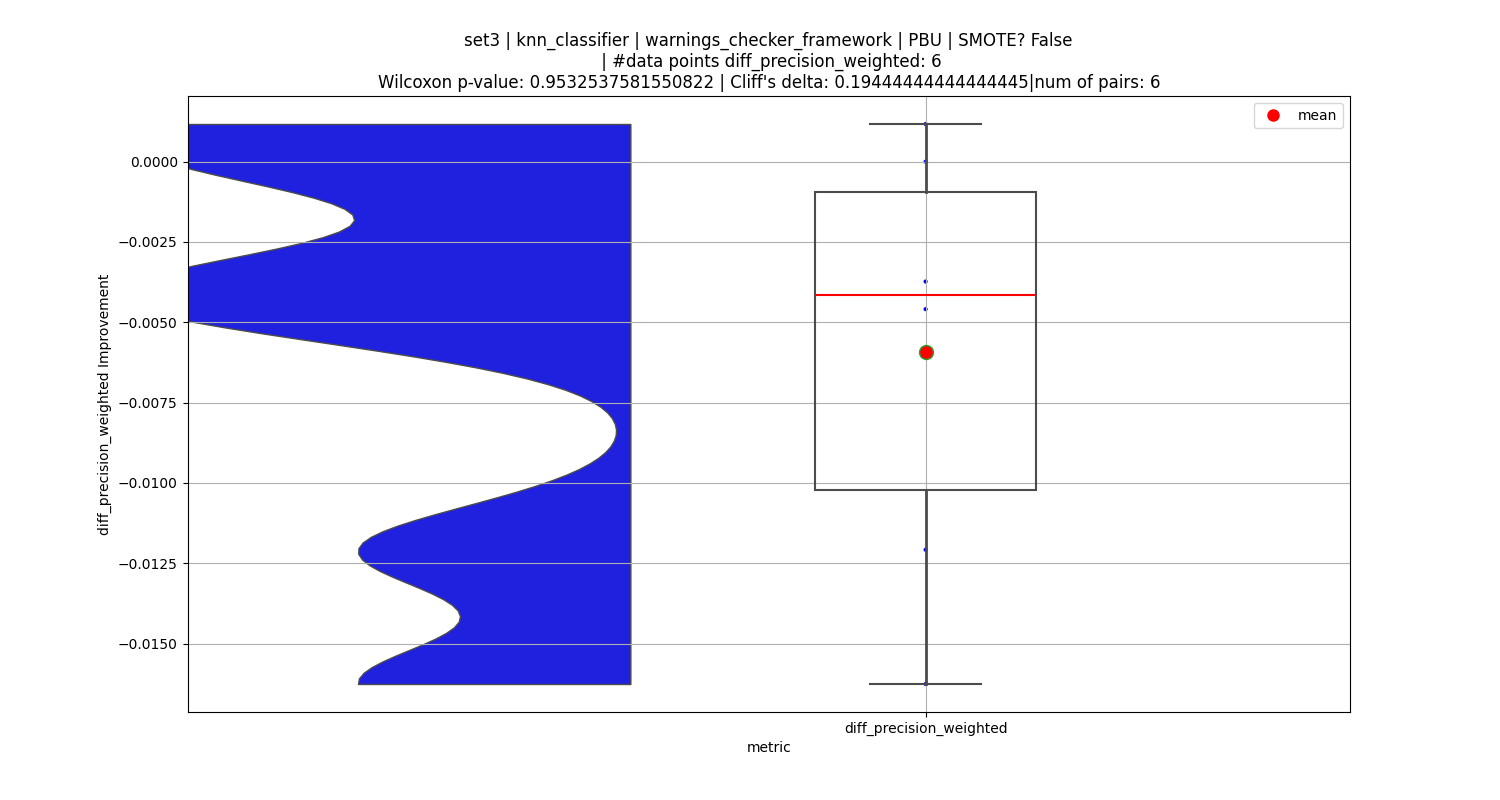 set3 | knn_classifier | warnings_checker_framework | PBU | SMOTE? False
| #data points diff_precision_weighted: 6
Wilcoxon p-value: 0.9532537581550822 | Cliff's delta: 0.19444444444444445|num of pairs: 6
mean
0.0000
−0.0025
−0.0050
−0.0075
−0.0100
−0.0125
−0.0150
diff_precision_weighted Improvement
diff_precision_weighted
metric